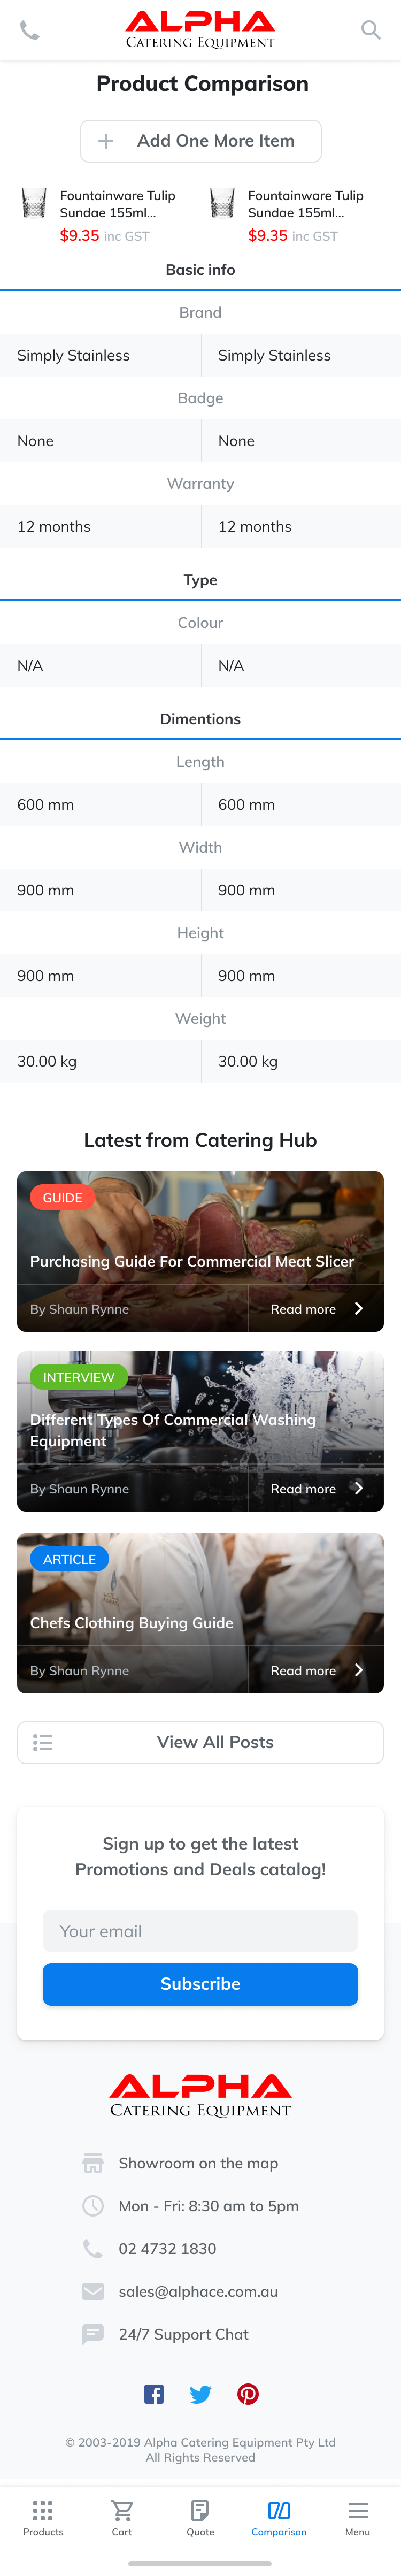 ALPHA
CATERING EQUIPMENT
Product Comparison
Add One More Item
Fountainware Tulip
Sundae 155ml...
$9.35 inc GST
Fountainware Tulip
Sundae 155ml...
$9.35 inc GST
Basic info
Brand
Simply Stainless
Simply Stainless
Badge
None
None
Warranty
12 months
12 months
Type
Colour
N/A
N/A
Dimentions
Length
600 mm
600 mm
Width
900 mm
900 mm
Height
900 mm
900 mm
Weight
30.00 kg
30.00 kg
Latest from Catering Hub
GUIDE
Purchasing Guide For Commercial Meat Slicer
By Shaun Rynne
Read more
INTERVIEW
Different Types Of Commercial Washing
Equipment
By Shaun Rynne
Read more
ARTICLE
Chefs Clothing Buying Guide
By Shaun Rynne
Read more
View All Posts
Sign up to get the latest
Promotions and Deals catalog!
Your email
Subscribe
ALPHA
CATERING EQUIPMENT
Showroom on the map
Mon - Fri: 8:30 am to 5pm
02 4732 1830
sales@alphace.com.au
24/7 Support Chat
© 2003-2019 Alpha Catering Equipment Pty Ltd
All Rights Reserved
Products
Cart
Quote
Comparison
Menu